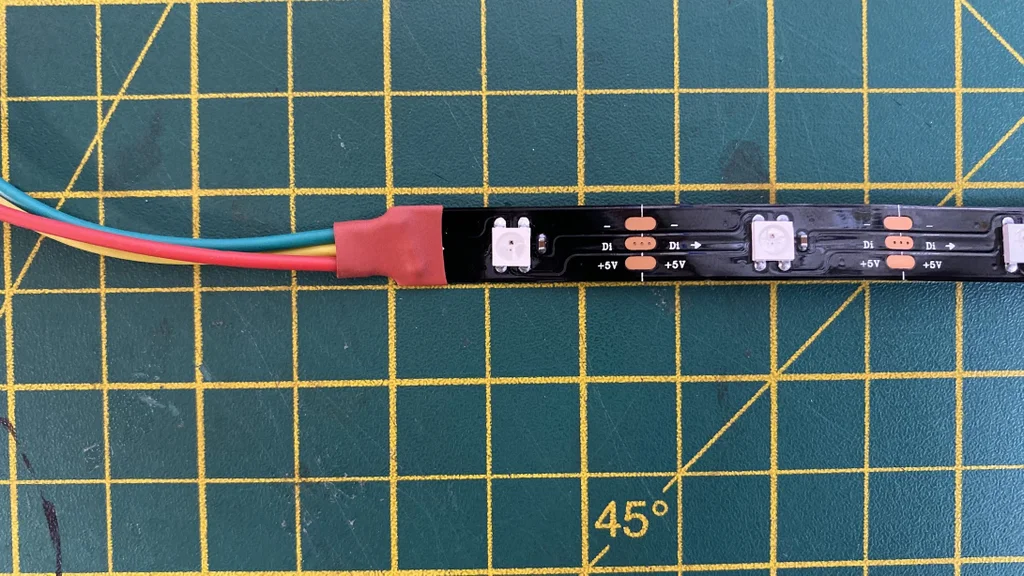 - - - -
Di Di → Di Di →
+5V +5V +5V +5V
45°